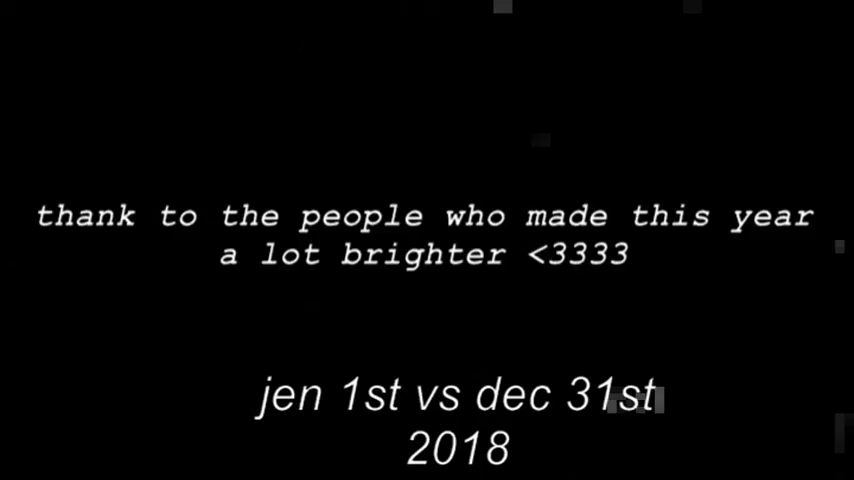 thank to the people who made this year
a lot brighter <3333
jen 1st vs dec 31st
2018